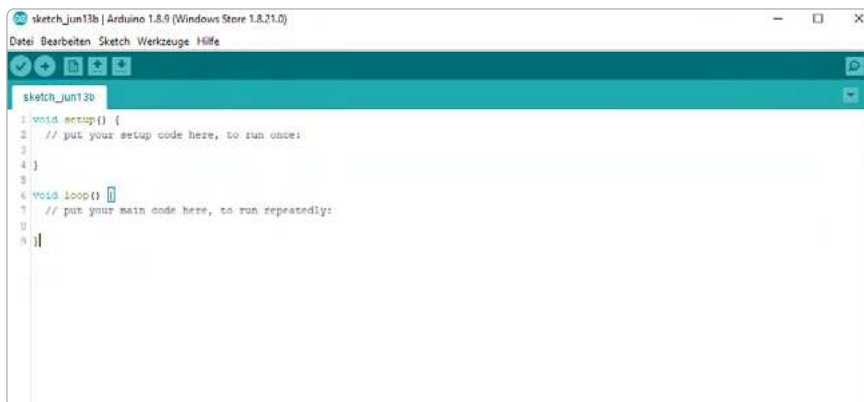 sketch_jun13b | Arduino 1.8.9 (Windows Store 1.8.21.0)
Datei Bearbeiten Sketch Werkzeuge Hilfe
sketch_jun13b
1 void setup() {
2 // put your setup code here, to run once:
3
4 }
5
6 void loop() {
7 // put your main code here, to run repeatedly:
8
9 }